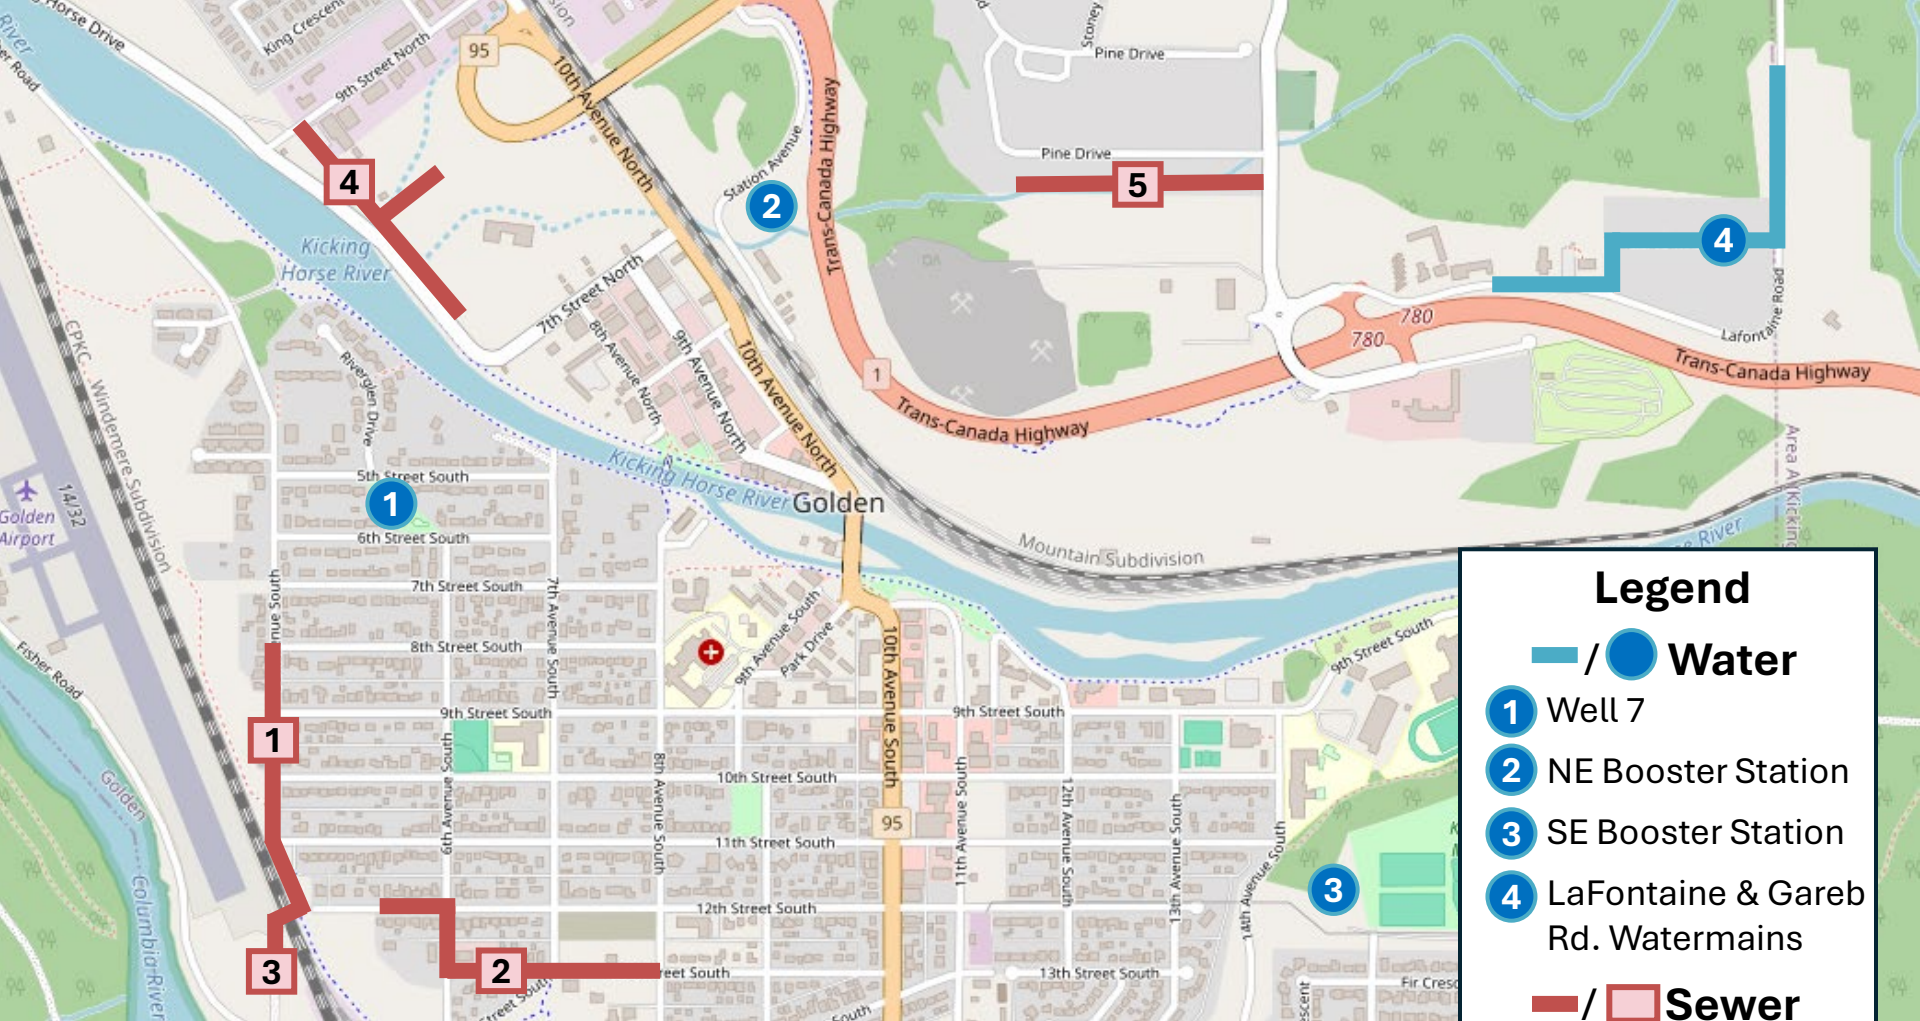 River
Horse Drive
King Crescent
9th Street North
95
10th Avenue North
Station Avenue
Trans-Canada Highway
Stoney
Pine Drive
Pine Drive
4
2
5
4
Kicking
Horse River
7th Street North
8th Avenue North
9th Avenue North
10th Avenue North
1
780
780
Lafontaine Road
Trans-Canada Highway
Trans-Canada Highway
CPKC Windermere Subdivision
Riverglen Drive
5th Street South
1
6th Street South
Kicking Horse River
Golden
Mountain Subdivision
14/32
Golden
Airport
7th Street South
7th Avenue South
8th Street South
9th Avenue South
Park Drive
10th Avenue South
9th Street South
9th Street South
9th Street South
Fisher Road
1
6th Avenue South
8th Avenue South
10th Street South
95
11th Street South
11th Avenue South
12th Avenue South
13th Avenue South
14th Avenue South
3
12th Street South
Golden
Columbia River
3
2
reet South
13th Street South
Legend
/ Water
1 Well 7
2 NE Booster Station
3 SE Booster Station
4 LaFontaine & Gareb
Rd. Watermains
/ Sewer